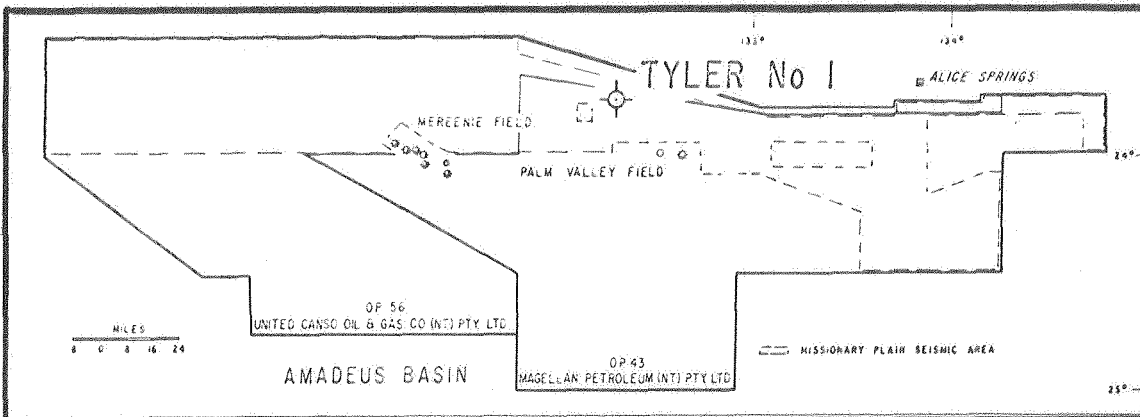 133° 134°
TYLER No 1
ALICE SPRINGS
MEREENIE FIELD
PALM VALLEY FIELD
24°
OP 56
UNITED CANSO OIL & GAS CO (NT) PTY LTD
MILES
8 0 8 16 24
MISSIONARY PLAIN SEISMIC AREA
AMADEUS BASIN
OP 43
MAGELLAN PETROLEUM (NT) PTY LTD
25°